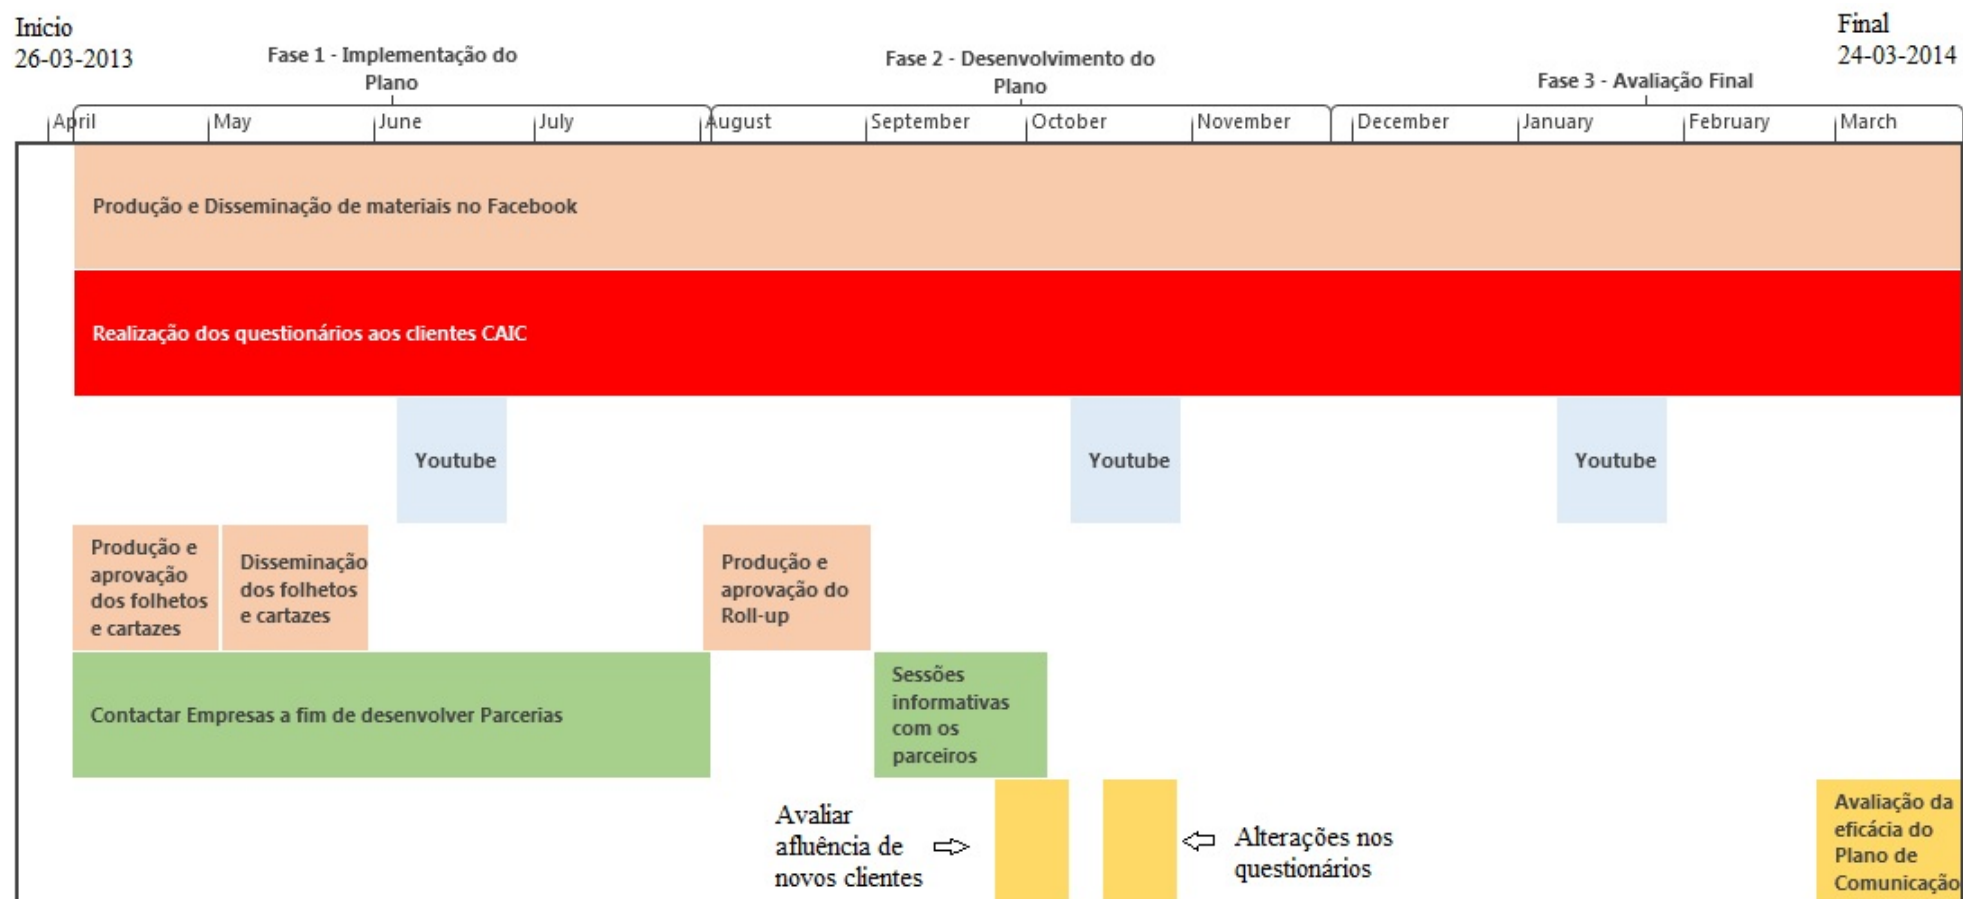 Início
26-03-2013
Final
24-03-2014
Fase 1 - Implementação do
Plano
Fase 2 - Desenvolvimento do
Plano
Fase 3 - Avaliação Final
April
May
June
July
August
September
October
November
December
January
February
March
Produção e Disseminação de materiais no Facebook
Realização dos questionários aos clientes CAIC
Youtube
Youtube
Youtube
Produção e
aprovação
dos folhetos
e cartazes
Disseminação
dos folhetos
e cartazes
Produção e
aprovação do
Roll-up
Contactar Empresas a fim de desenvolver Parcerias
Sessões
informativas
com os
parceiros
Avaliar
afluência de
novos clientes
Alterações nos
questionários
Avaliação da
eficácia do
Plano de
Comunicação